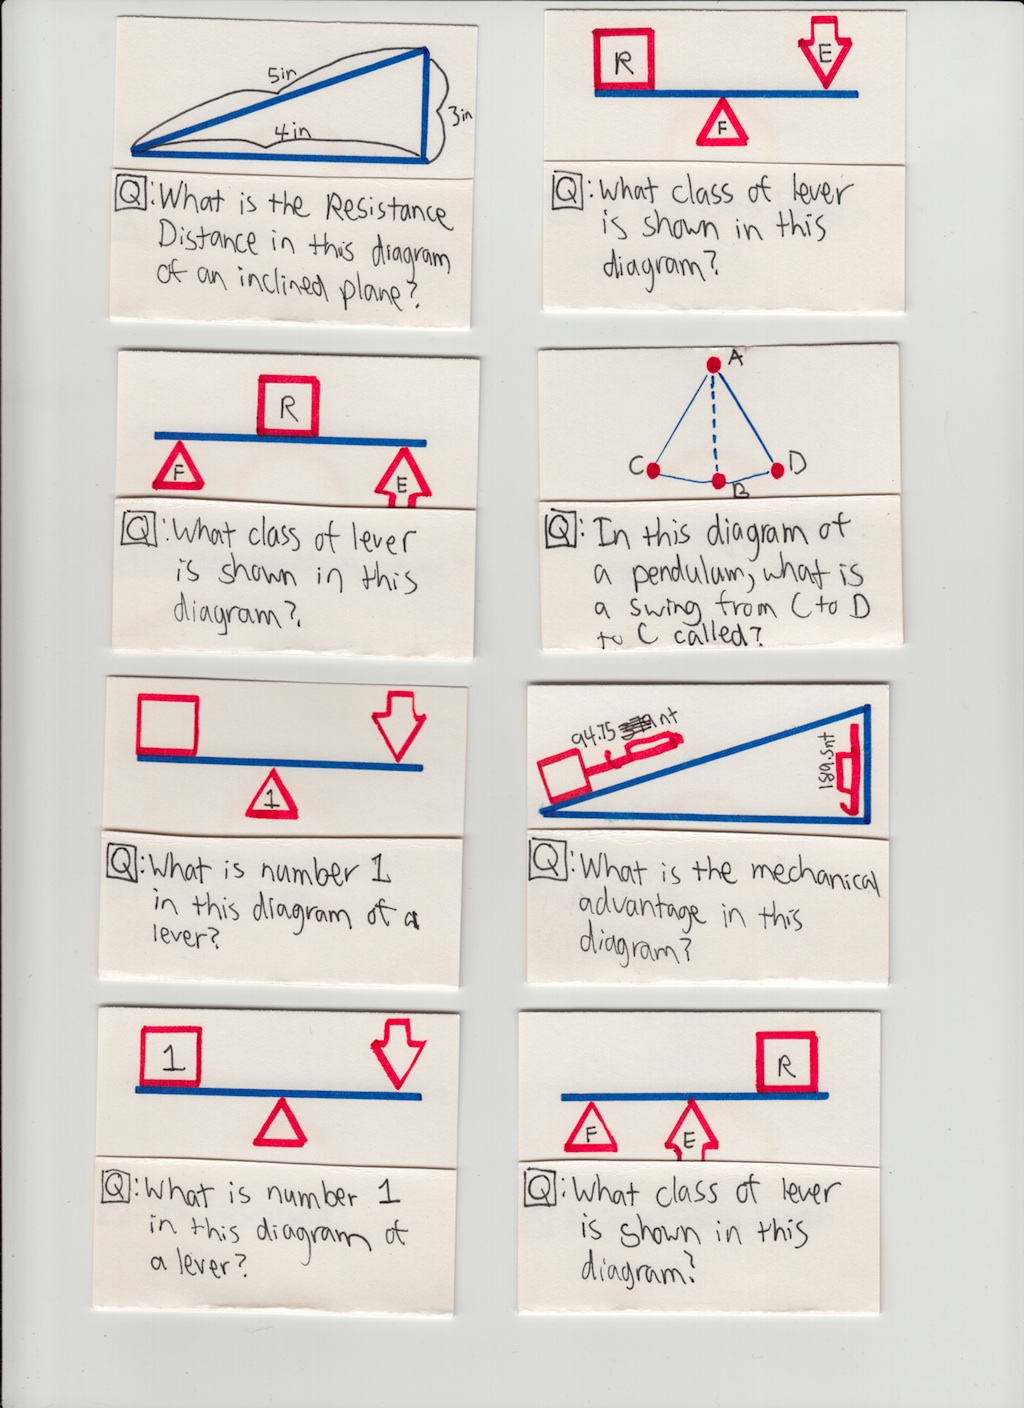 5in
4in
3in
Q: What is the Resistance
Distance in this diagram
of an inclined plane?
R
E
F
Q: What class of lever
is shown in this
diagram?
R
F
E
Q: What class of lever
is shown in this
diagram?
A
C
D
B
Q: In this diagram of
a pendulam, what is
a swing from C to D
to C called?
1
Q: What is number 1
in this diagram of a
lever?
94.75 nt
189.5nt
Q: What is the mechanical
advantage in this
diagram?
1
Q: What is number 1
in this diagram of
a lever?
R
F
E
Q: What class of lever
is shown in this
diagram?